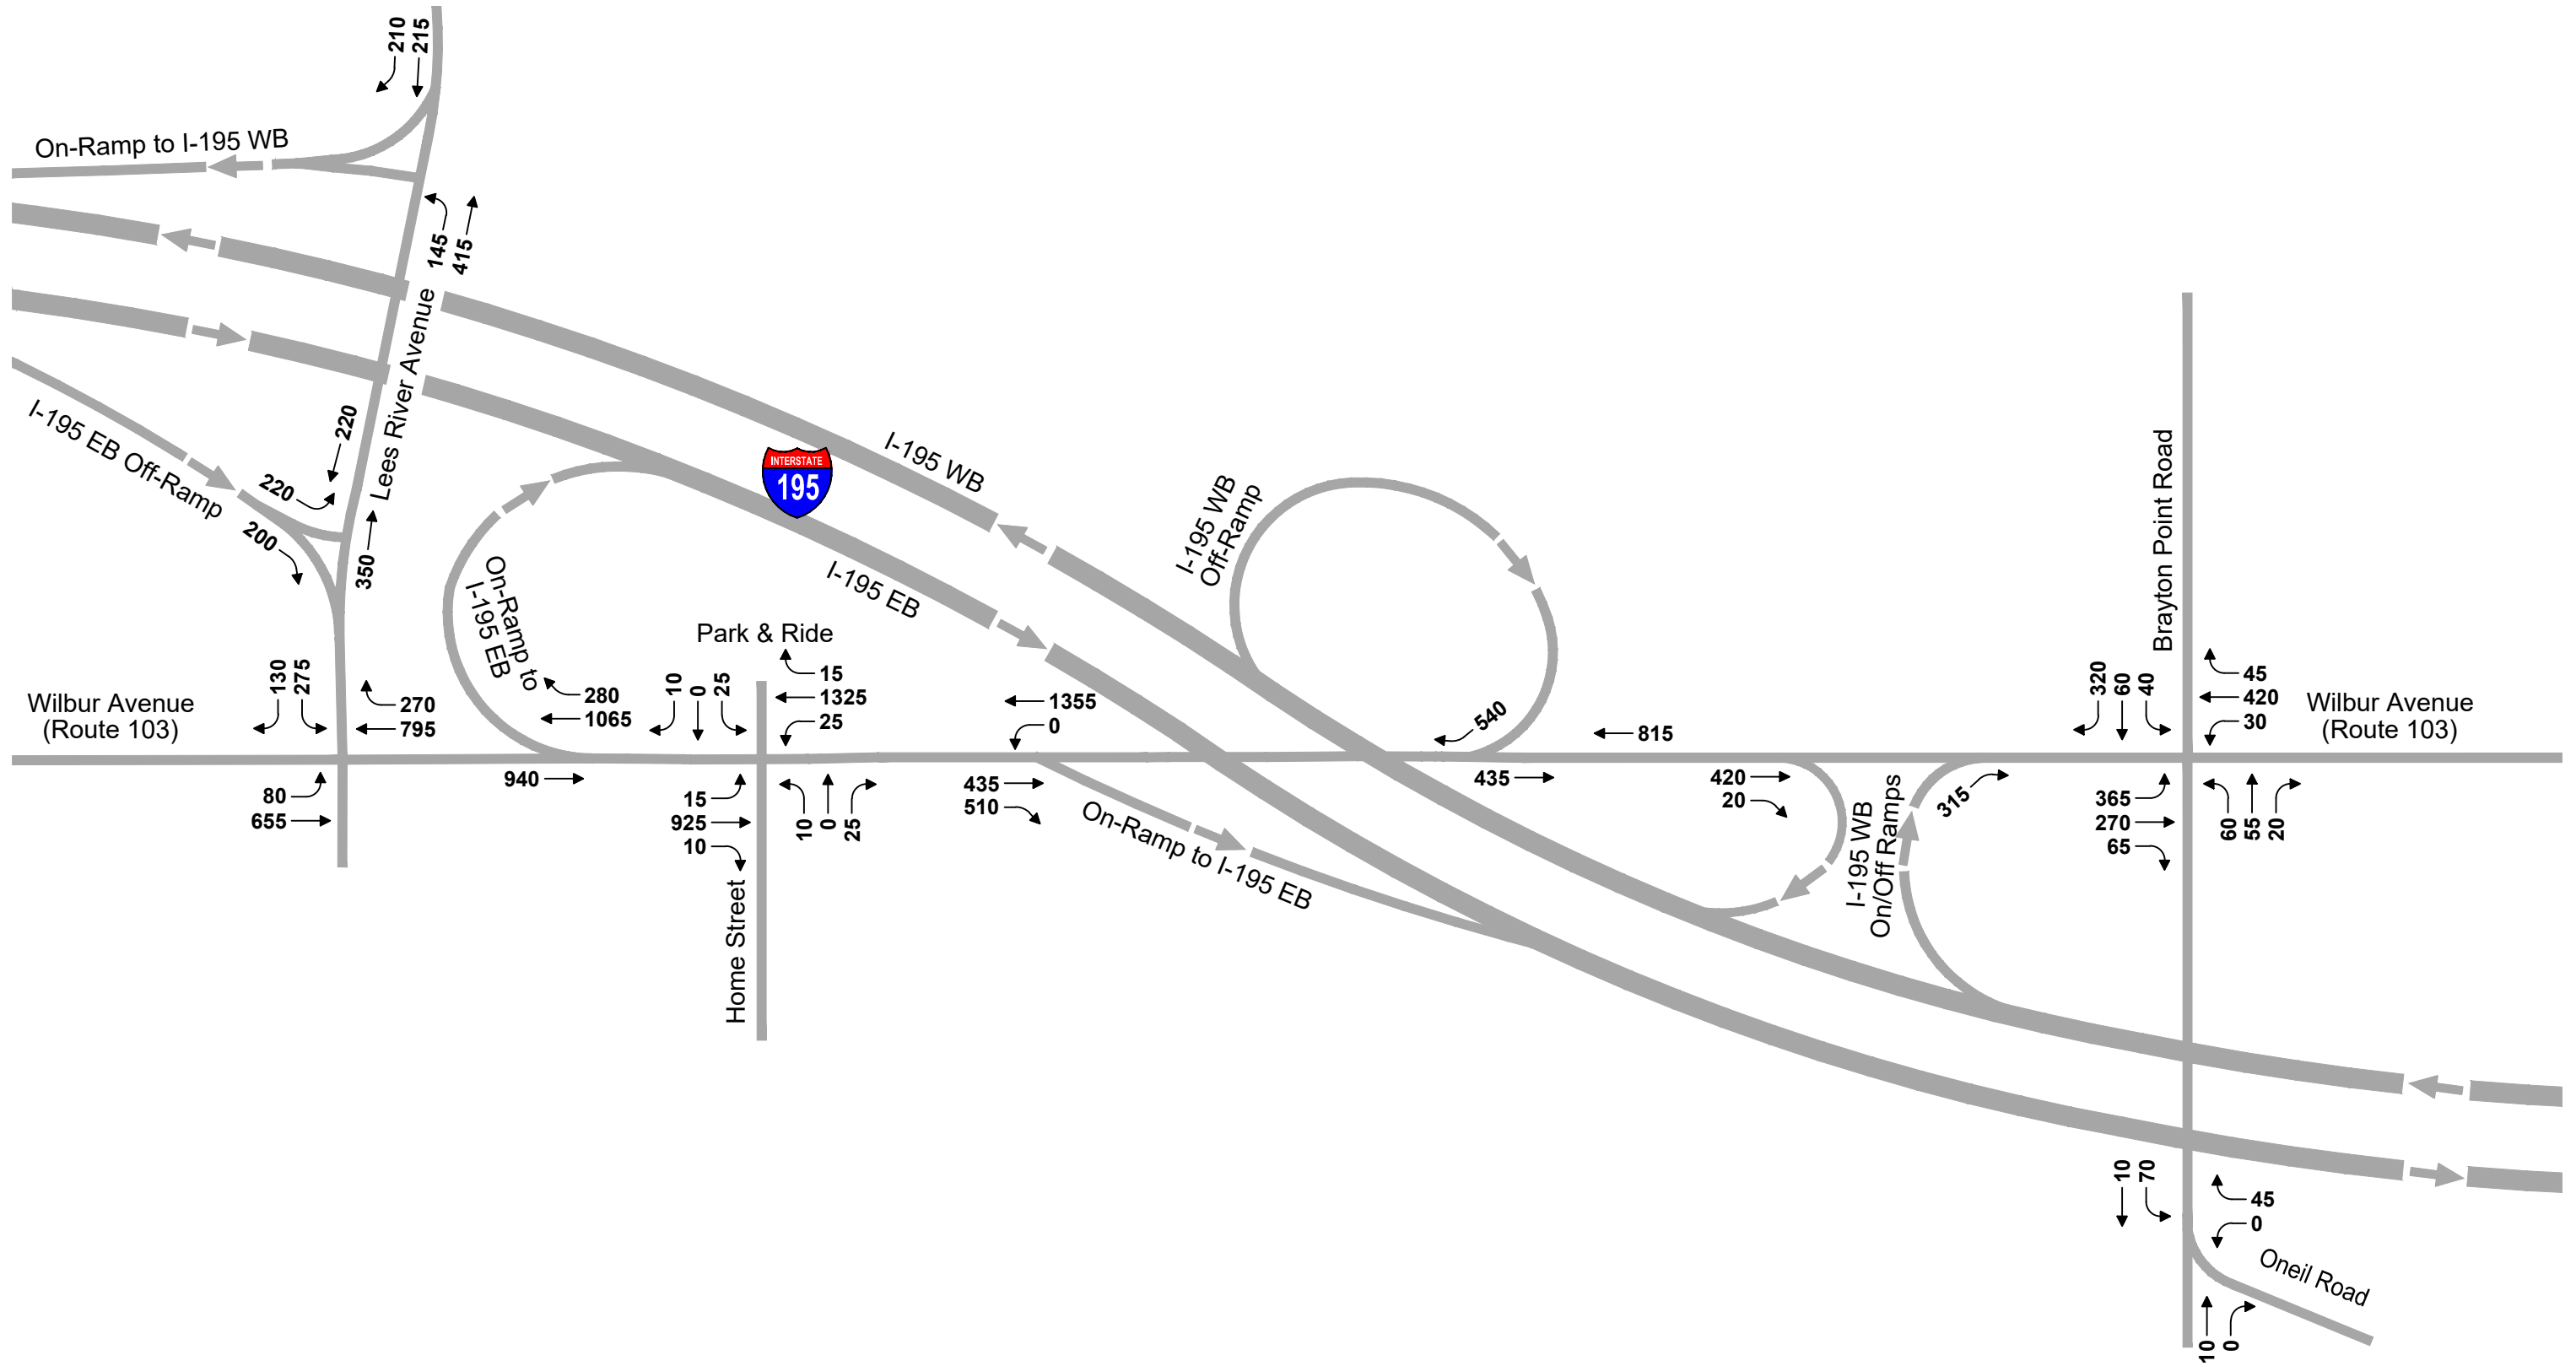 210
215
On-Ramp to I-195 WB
145
415
I-195 EB Off-Ramp
220
220
200
350
Lees River Avenue
INTERSTATE
195
I-195 WB
I-195 EB
On-Ramp to
I-195 EB
I-195 WB
Off-Ramp
Park & Ride
130
275
270
795
Wilbur Avenue
(Route 103)
80
655
280
1065
940
10
0
25
15
1325
25
15
925
10
10
0
25
Home Street
1355
0
435
510
On-Ramp to I-195 EB
540
435
815
420
20
I-195 WB
On/Off Ramps
315
Brayton Point Road
320
60
40
45
420
30
Wilbur Avenue
(Route 103)
365
270
65
60
55
20
10
70
45
0
Oneil Road
10
0